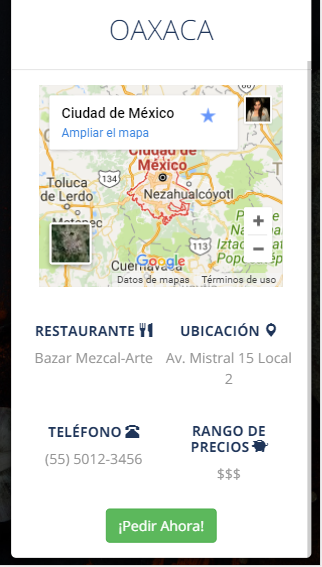 OAXACA
Ciudad de México
Ampliar el mapa
Ciudad de
México
134
Toluca
de Lerdo
Nezahualcóyotl
Metepec
113
Cuernavaca
Google
Datos de mapas
Términos de uso
RESTAURANTE
Bazar Mezcal-Arte
UBICACIÓN
Av. Mistral 15 Local
2
TELÉFONO
(55) 5012-3456
RANGO DE
PRECIOS
$$$
¡Pedir Ahora!